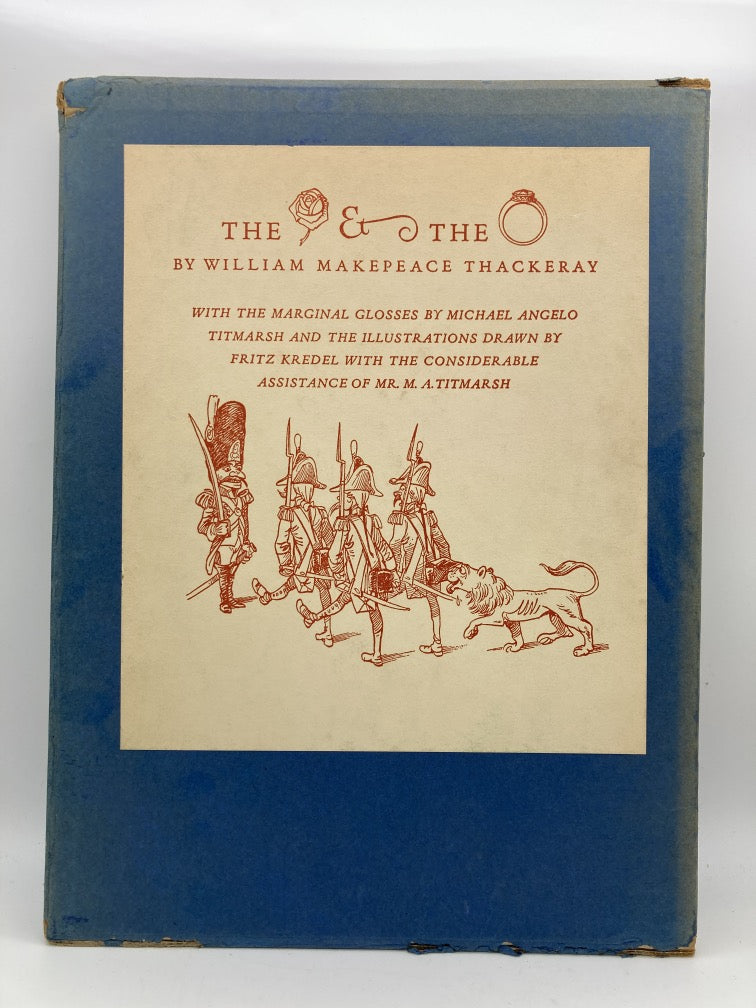 THE & THE
BY WILLIAM MAKEPEACE THACKERAY
WITH THE MARGINAL GLOSSES BY MICHAEL ANGELO
TITMARSH AND THE ILLUSTRATIONS DRAWN BY
FRITZ KREDEL WITH THE CONSIDERABLE
ASSISTANCE OF MR. M. A. TITMARSH